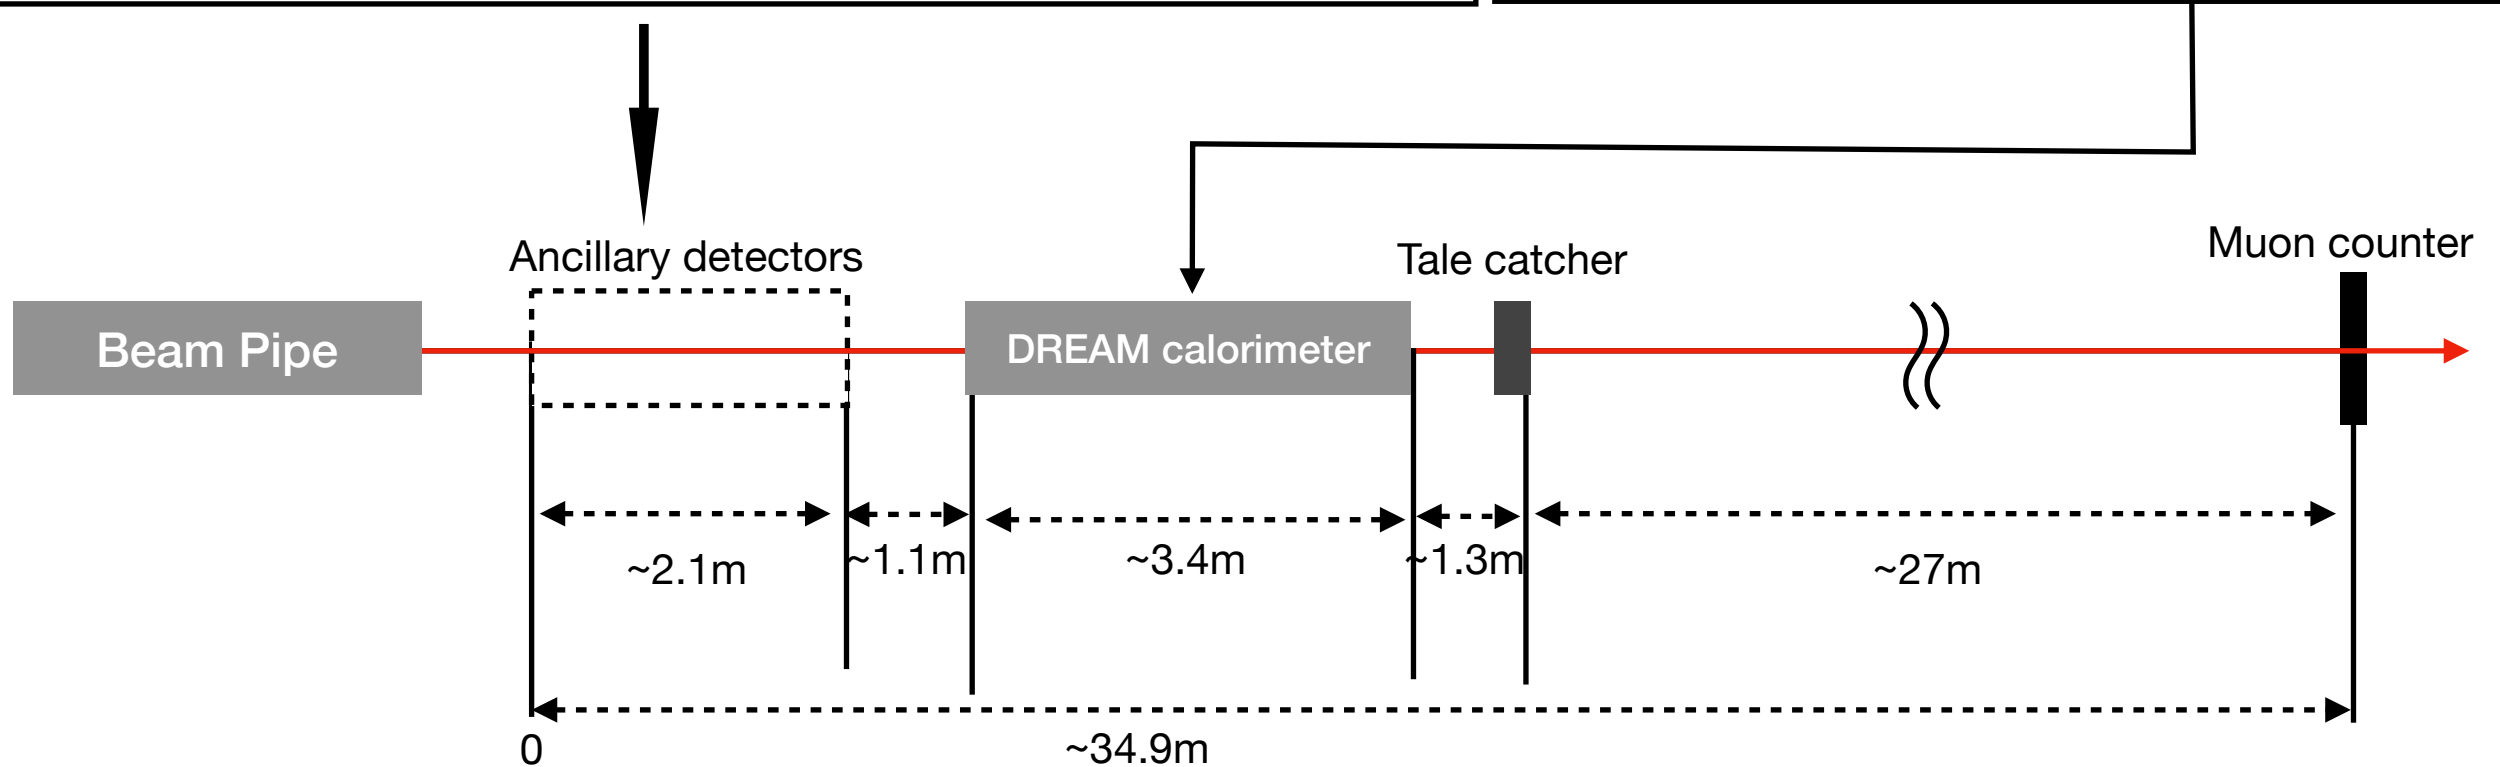 Ancillary detectors
Tale catcher
Muon counter
Beam Pipe
DREAM calorimeter
~2.1m
~1.1m
~3.4m
~1.3m
~27m
0
~34.9m